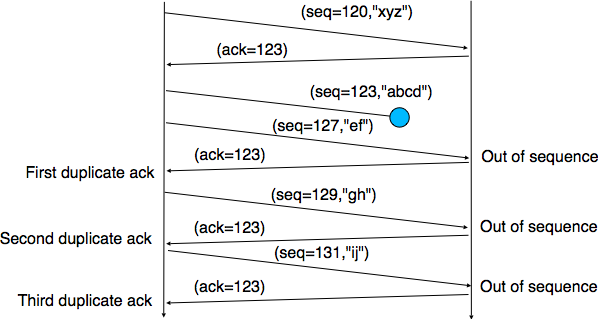 (seq=120,"xyz")
(ack=123)
(seq=123,"abcd")
(seq=127,"ef")
(ack=123)
Out of sequence
First duplicate ack
(seq=129,"gh")
(ack=123)
Out of sequence
Second duplicate ack
(seq=131,"ij")
(ack=123)
Out of sequence
Third duplicate ack